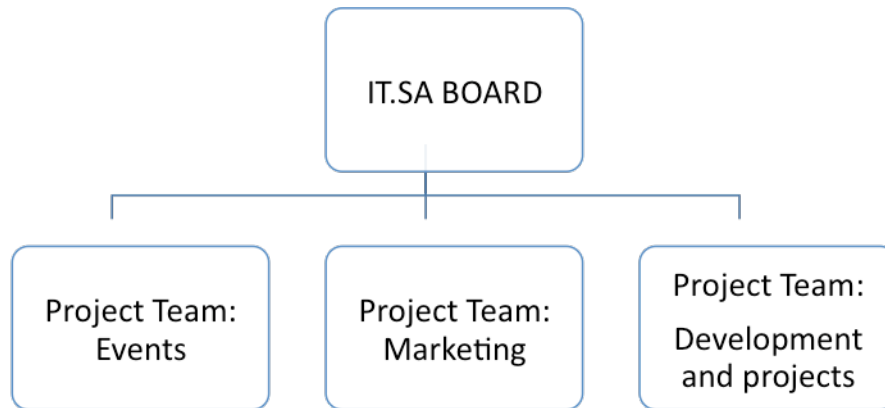 IT.SA BOARD
Project Team:
Events
Project Team:
Marketing
Project Team:
Development
and projects